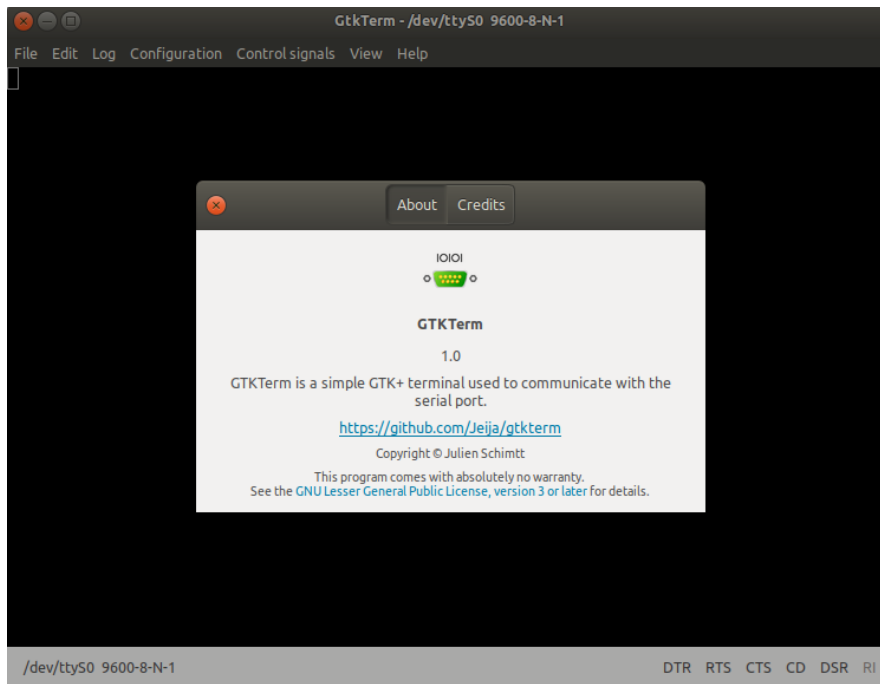 GtkTerm - /dev/ttyS0 9600-8-N-1
File Edit Log Configuration Control signals View Help
About Credits
IOIOI
GTKTerm
1.0
GTKTerm is a simple GTK+ terminal used to communicate with the
serial port.
https://github.com/Jeija/gtkterm
Copyright © Julien Schimtt
This program comes with absolutely no warranty.
See the GNU Lesser General Public License, version 3 or later for details.
/dev/ttyS0 9600-8-N-1 DTR RTS CTS CD DSR RI